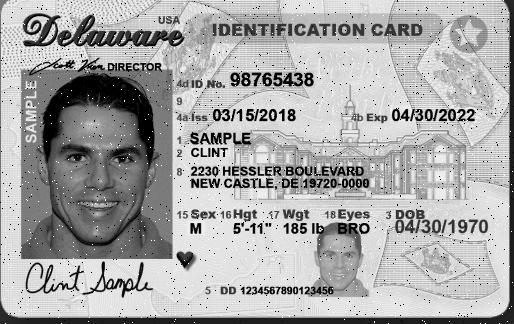 Delaware USA IDENTIFICATION CARD
DIRECTOR
SAMPLE
4d ID No. 98765438
9
4a Iss 03/15/2018 4b Exp 04/30/2022
1 SAMPLE
2 CLINT
8 2230 HESSLER BOULEVARD
NEW CASTLE, DE 19720-0000
15 Sex 16 Hgt 17 Wgt 18 Eyes 3 DOB
M 5'-11" 185 lb BRO 04/30/1970
Clint Sample
5 DD 1234567890123456